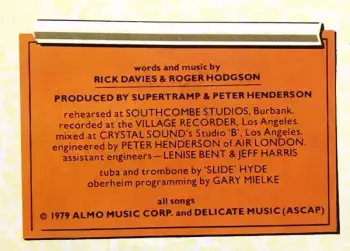 words and music by
RICK DAVIES & ROGER HODGSON
PRODUCED BY SUPERTRAMP & PETER HENDERSON
rehearsed at SOUTHCOMBE STUDIOS, Burbank.
recorded at the VILLAGE RECORDER, Los Angeles.
mixed at CRYSTAL SOUND's Studio 'B', Los Angeles.
engineered by PETER HENDERSON of AIR LONDON.
assistant engineers—LENISE BENT & JEFF HARRIS
tuba and trombone by 'SLIDE' HYDE
oberheim programming by GARY MIELKE
all songs
© 1979 ALMO MUSIC CORP. and DELICATE MUSIC (ASCAP)